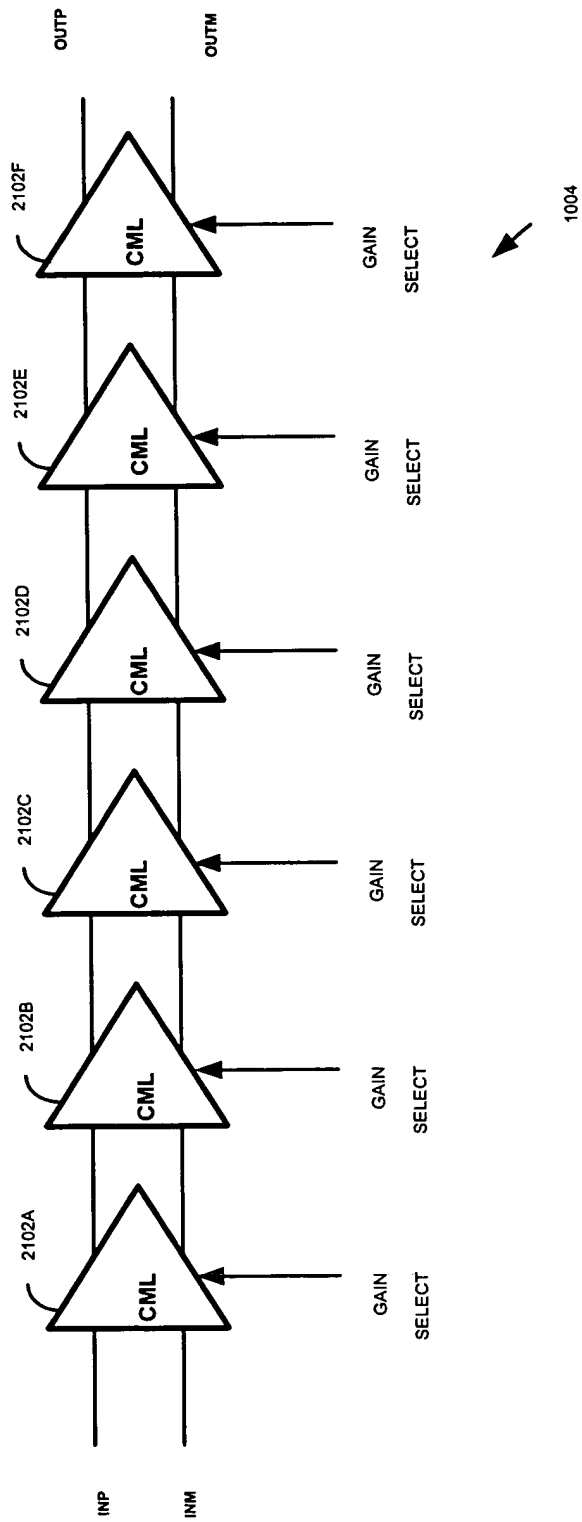 2102A
2102B
2102C
2102D
2102E
2102F
INP
INM
CML
CML
CML
CML
CML
CML
OUTP
OUTM
GAIN
SELECT
GAIN
SELECT
GAIN
SELECT
GAIN
SELECT
GAIN
SELECT
GAIN
SELECT
1004